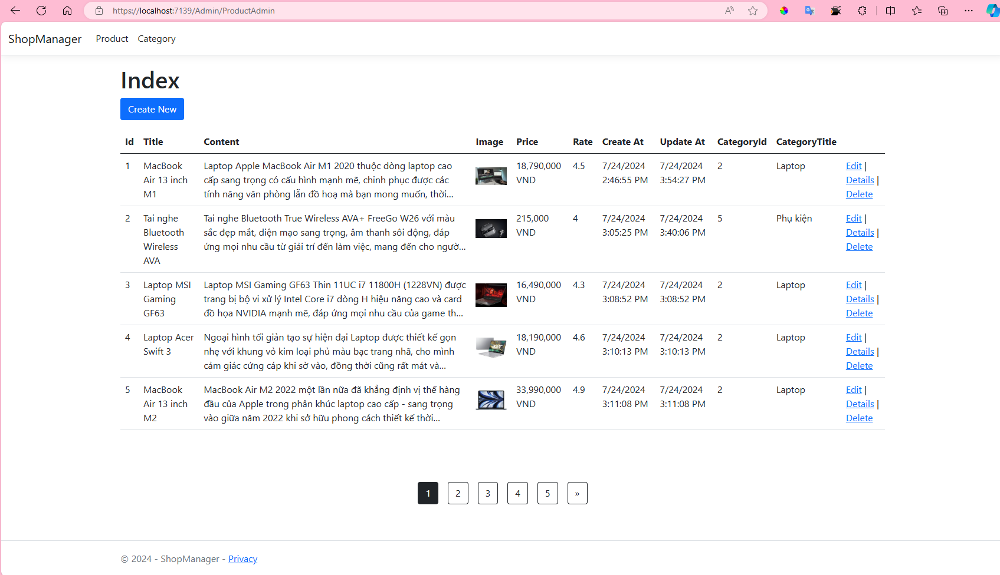 https://localhost:7139/Admin/ProductAdmin
ShopManager Product Category
Index
Create New
Id Title Content Image Price Rate Create At Update At CategoryId CategoryTitle
1 MacBook Air 13 inch M1 Laptop Apple MacBook Air M1 2020 thuộc dòng laptop cao cấp sang trọng có cấu hình mạnh mẽ, chinh phục được các tính năng văn phòng lẫn đồ hoạ mà bạn mong muốn, thời... 18,790,000 VND 4.5 7/24/2024 2:46:55 PM 7/24/2024 3:54:27 PM 2 Laptop Edit | Details | Delete
2 Tai nghe Bluetooth Wireless AVA Tai nghe Bluetooth True Wireless AVA+ FreeGo W26 với màu sắc đẹp mắt, diện mạo sang trọng, âm thanh sôi động, đáp ứng mọi nhu cầu từ giải trí đến làm việc, mang đến cho ngườ... 215,000 VND 4 7/24/2024 3:05:25 PM 7/24/2024 3:40:06 PM 5 Phụ kiện Edit | Details | Delete
3 Laptop MSI Gaming GF63 Laptop MSI Gaming GF63 Thin 11UC i7 11800H (1228VN) được trang bị bộ vi xử lý Intel Core i7 dòng H hiệu năng cao và card đồ họa NVIDIA mạnh mẽ, đáp ứng mọi nhu cầu của game th... 16,490,000 VND 4.3 7/24/2024 3:08:52 PM 7/24/2024 3:08:52 PM 2 Laptop Edit | Details | Delete
4 Laptop Acer Swift 3 Ngoại hình tối giản tạo sự hiện đại Laptop được thiết kế gọn nhẹ với khung vỏ kim loại phủ màu bạc trang nhã, cho mình cảm giác cứng cáp khi sờ vào, đồng thời cũng rất mát và... 18,190,000 VND 4.6 7/24/2024 3:10:13 PM 7/24/2024 3:10:13 PM 2 Laptop Edit | Details | Delete
5 MacBook Air 13 inch M2 MacBook Air M2 2022 một lần nữa đã khẳng định vị thế hàng đầu của Apple trong phân khúc laptop cao cấp - sang trọng vào giữa năm 2022 khi sở hữu phong cách thiết kế thời... 33,990,000 VND 4.9 7/24/2024 3:11:08 PM 7/24/2024 3:11:08 PM 2 Laptop Edit | Details | Delete
1 2 3 4 5 »
© 2024 - ShopManager - Privacy